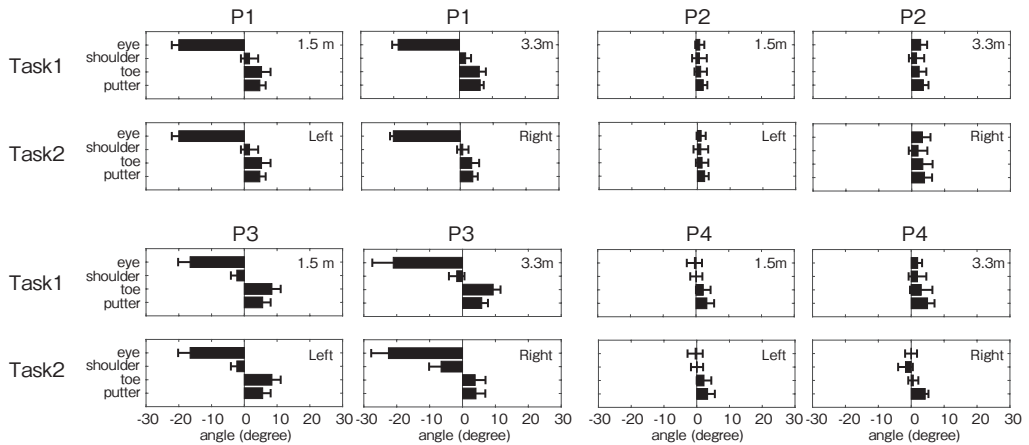 P1 P1 P2 P2
Task1
eye
shoulder
toe
putter
1.5 m 3.3m 1.5m 3.3m
Task2
eye
shoulder
toe
putter
Left Right Left Right
P3 P3 P4 P4
Task1
eye
shoulder
toe
putter
1.5 m 3.3m 1.5m 3.3m
Task2
eye
shoulder
toe
putter
Left Right Left Right
-30 -20 -10 0 10 20 30 -30 -20 -10 0 10 20 30 -30 -20 -10 0 10 20 30 -30 -20 -10 0 10 20 30
angle (degree) angle (degree) angle (degree) angle (degree)